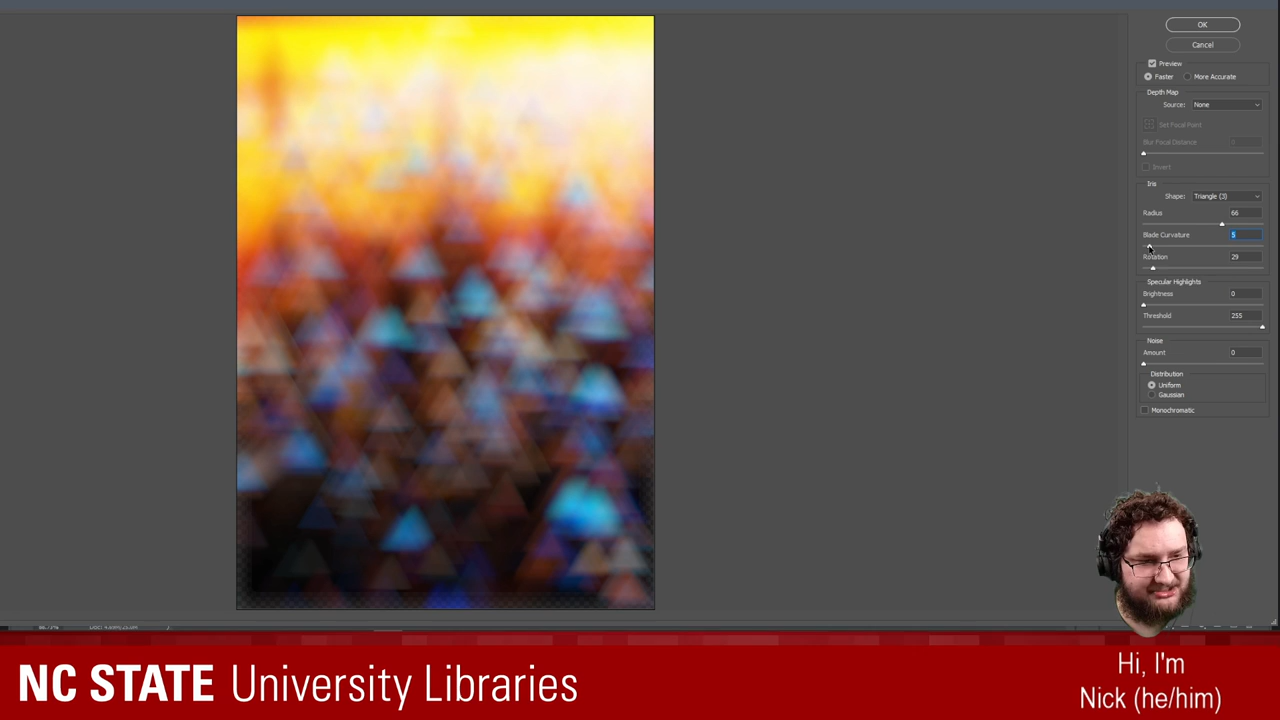 OK
Cancel
Preview
Faster More Accurate
Depth Map
Source: None
Set Focal Point
Blur Focal Distance
Invert
Iris
Shape: Triangle (3)
Radius 66
Blade Curvature 5
Rotation 29
Specular Highlights
Brightness 0
Threshold 255
Noise
Amount 0
Distribution
Uniform
Gaussian
Monochromatic
NC STATE University Libraries
Hi, I'm
Nick (he/him)